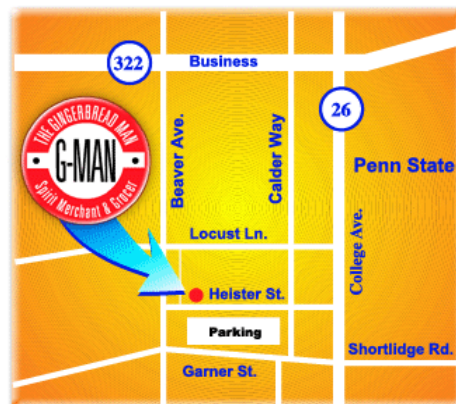 322
Business
26
THE GINGERBREAD MAN
G-MAN
Spirit Merchant & Grocer
Beaver Ave.
Calder Way
Penn State
College Ave.
Locust Ln.
Heister St.
Parking
Shortlidge Rd.
Garner St.